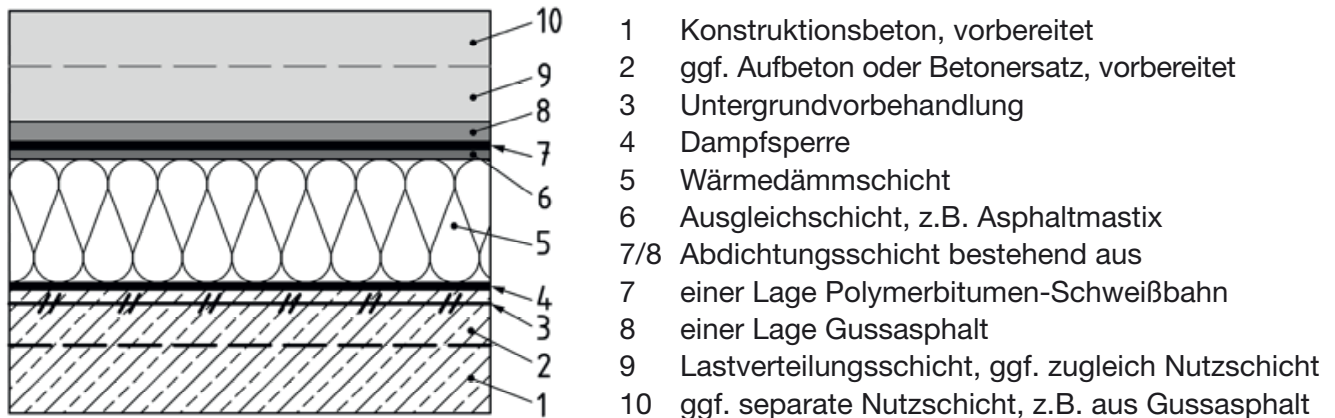 10
9
8
7
6
5
4
3
2
1
1 Konstruktionsbeton, vorbereitet
2 ggf. Aufbeton oder Betonersatz, vorbereitet
3 Untergrundvorbehandlung
4 Dampfsperre
5 Wärmedämmschicht
6 Ausgleichschicht, z.B. Asphaltmastix
7/8 Abdichtungsschicht bestehend aus
7 einer Lage Polymerbitumen-Schweißbahn
8 einer Lage Gussasphalt
9 Lastverteilungsschicht, ggf. zugleich Nutzschicht
10 ggf. separate Nutzschicht, z.B. aus Gussasphalt